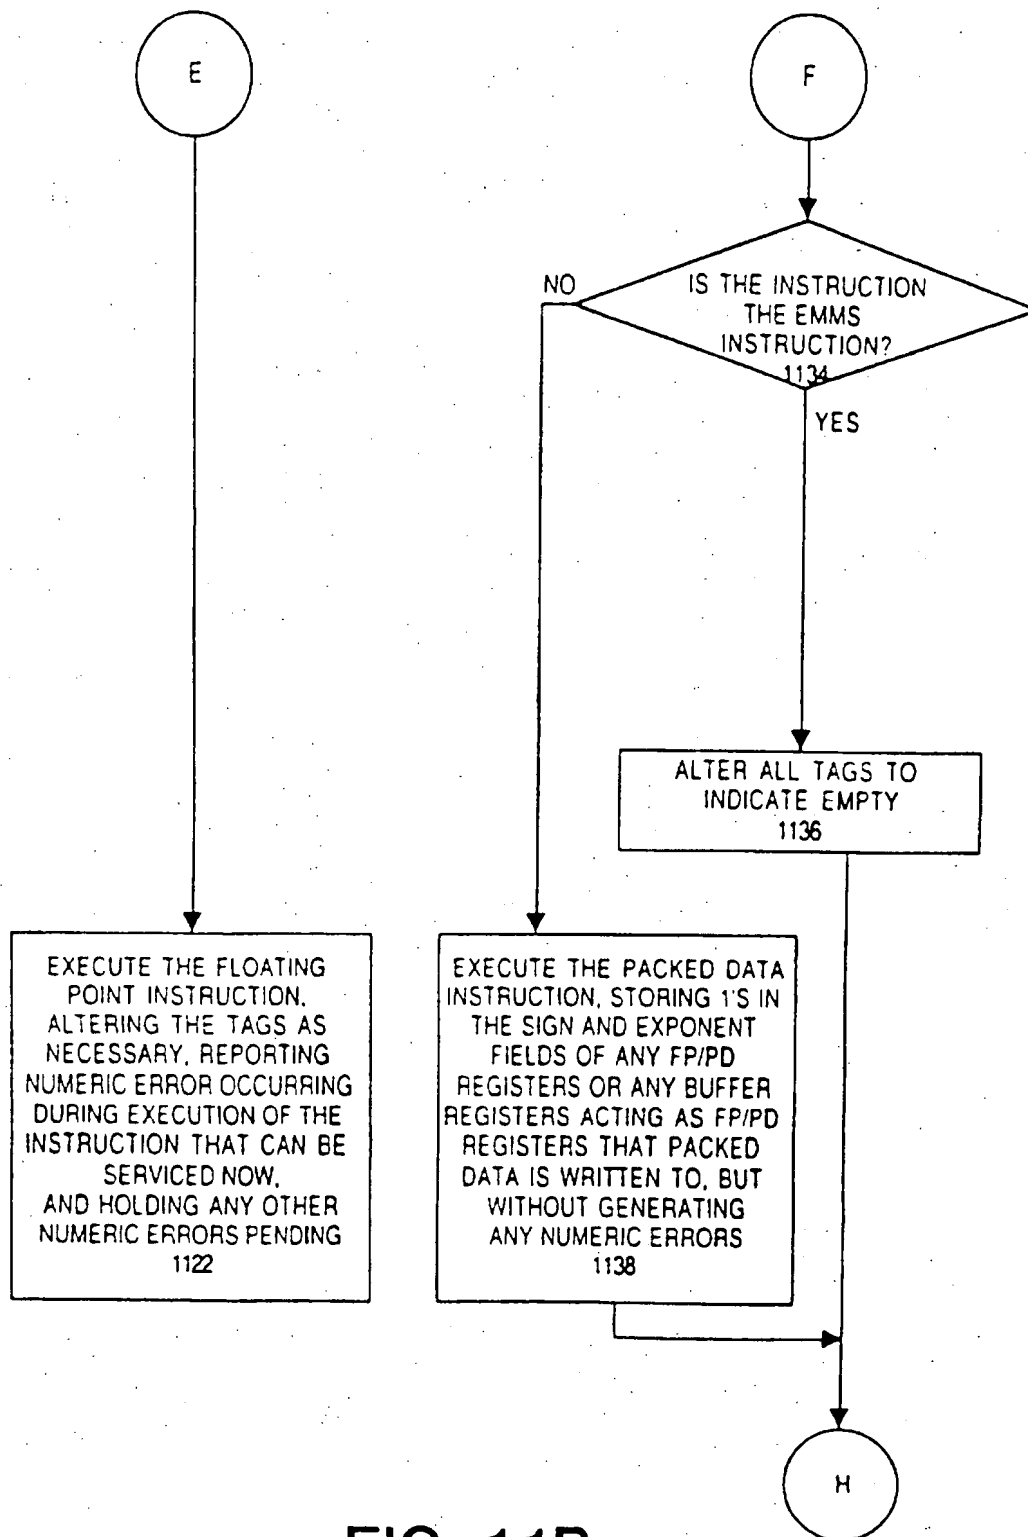 E
F
NO
IS THE INSTRUCTION
THE EMMS
INSTRUCTION?
1134
YES
ALTER ALL TAGS TO
INDICATE EMPTY
1136
EXECUTE THE FLOATING
POINT INSTRUCTION,
ALTERING THE TAGS AS
NECESSARY, REPORTING
NUMERIC ERROR OCCURRING
DURING EXECUTION OF THE
INSTRUCTION THAT CAN BE
SERVICED NOW,
AND HOLDING ANY OTHER
NUMERIC ERRORS PENDING
1122
EXECUTE THE PACKED DATA
INSTRUCTION, STORING 1'S IN
THE SIGN AND EXPONENT
FIELDS OF ANY FP/PD
REGISTERS OR ANY BUFFER
REGISTERS ACTING AS FP/PD
REGISTERS THAT PACKED
DATA IS WRITTEN TO, BUT
WITHOUT GENERATING
ANY NUMERIC ERRORS
1138
H
FIG. 11B